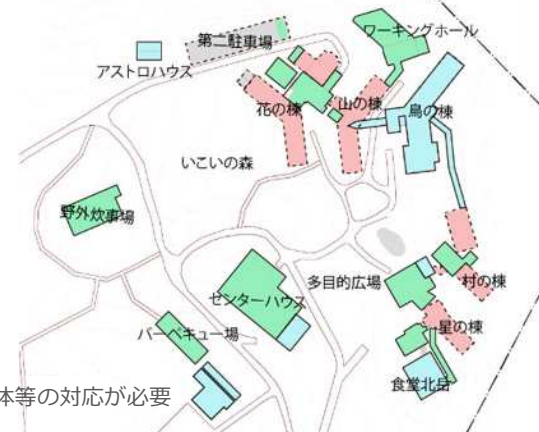 ワーキングホール
第二駐車場
アストロハウス
花の棟
山の棟
鳥の棟
いこいの森
野外炊事場
多目的広場
村の棟
センターハウス
星の棟
バーベキュー場
食堂北岳
体等の対応が必要